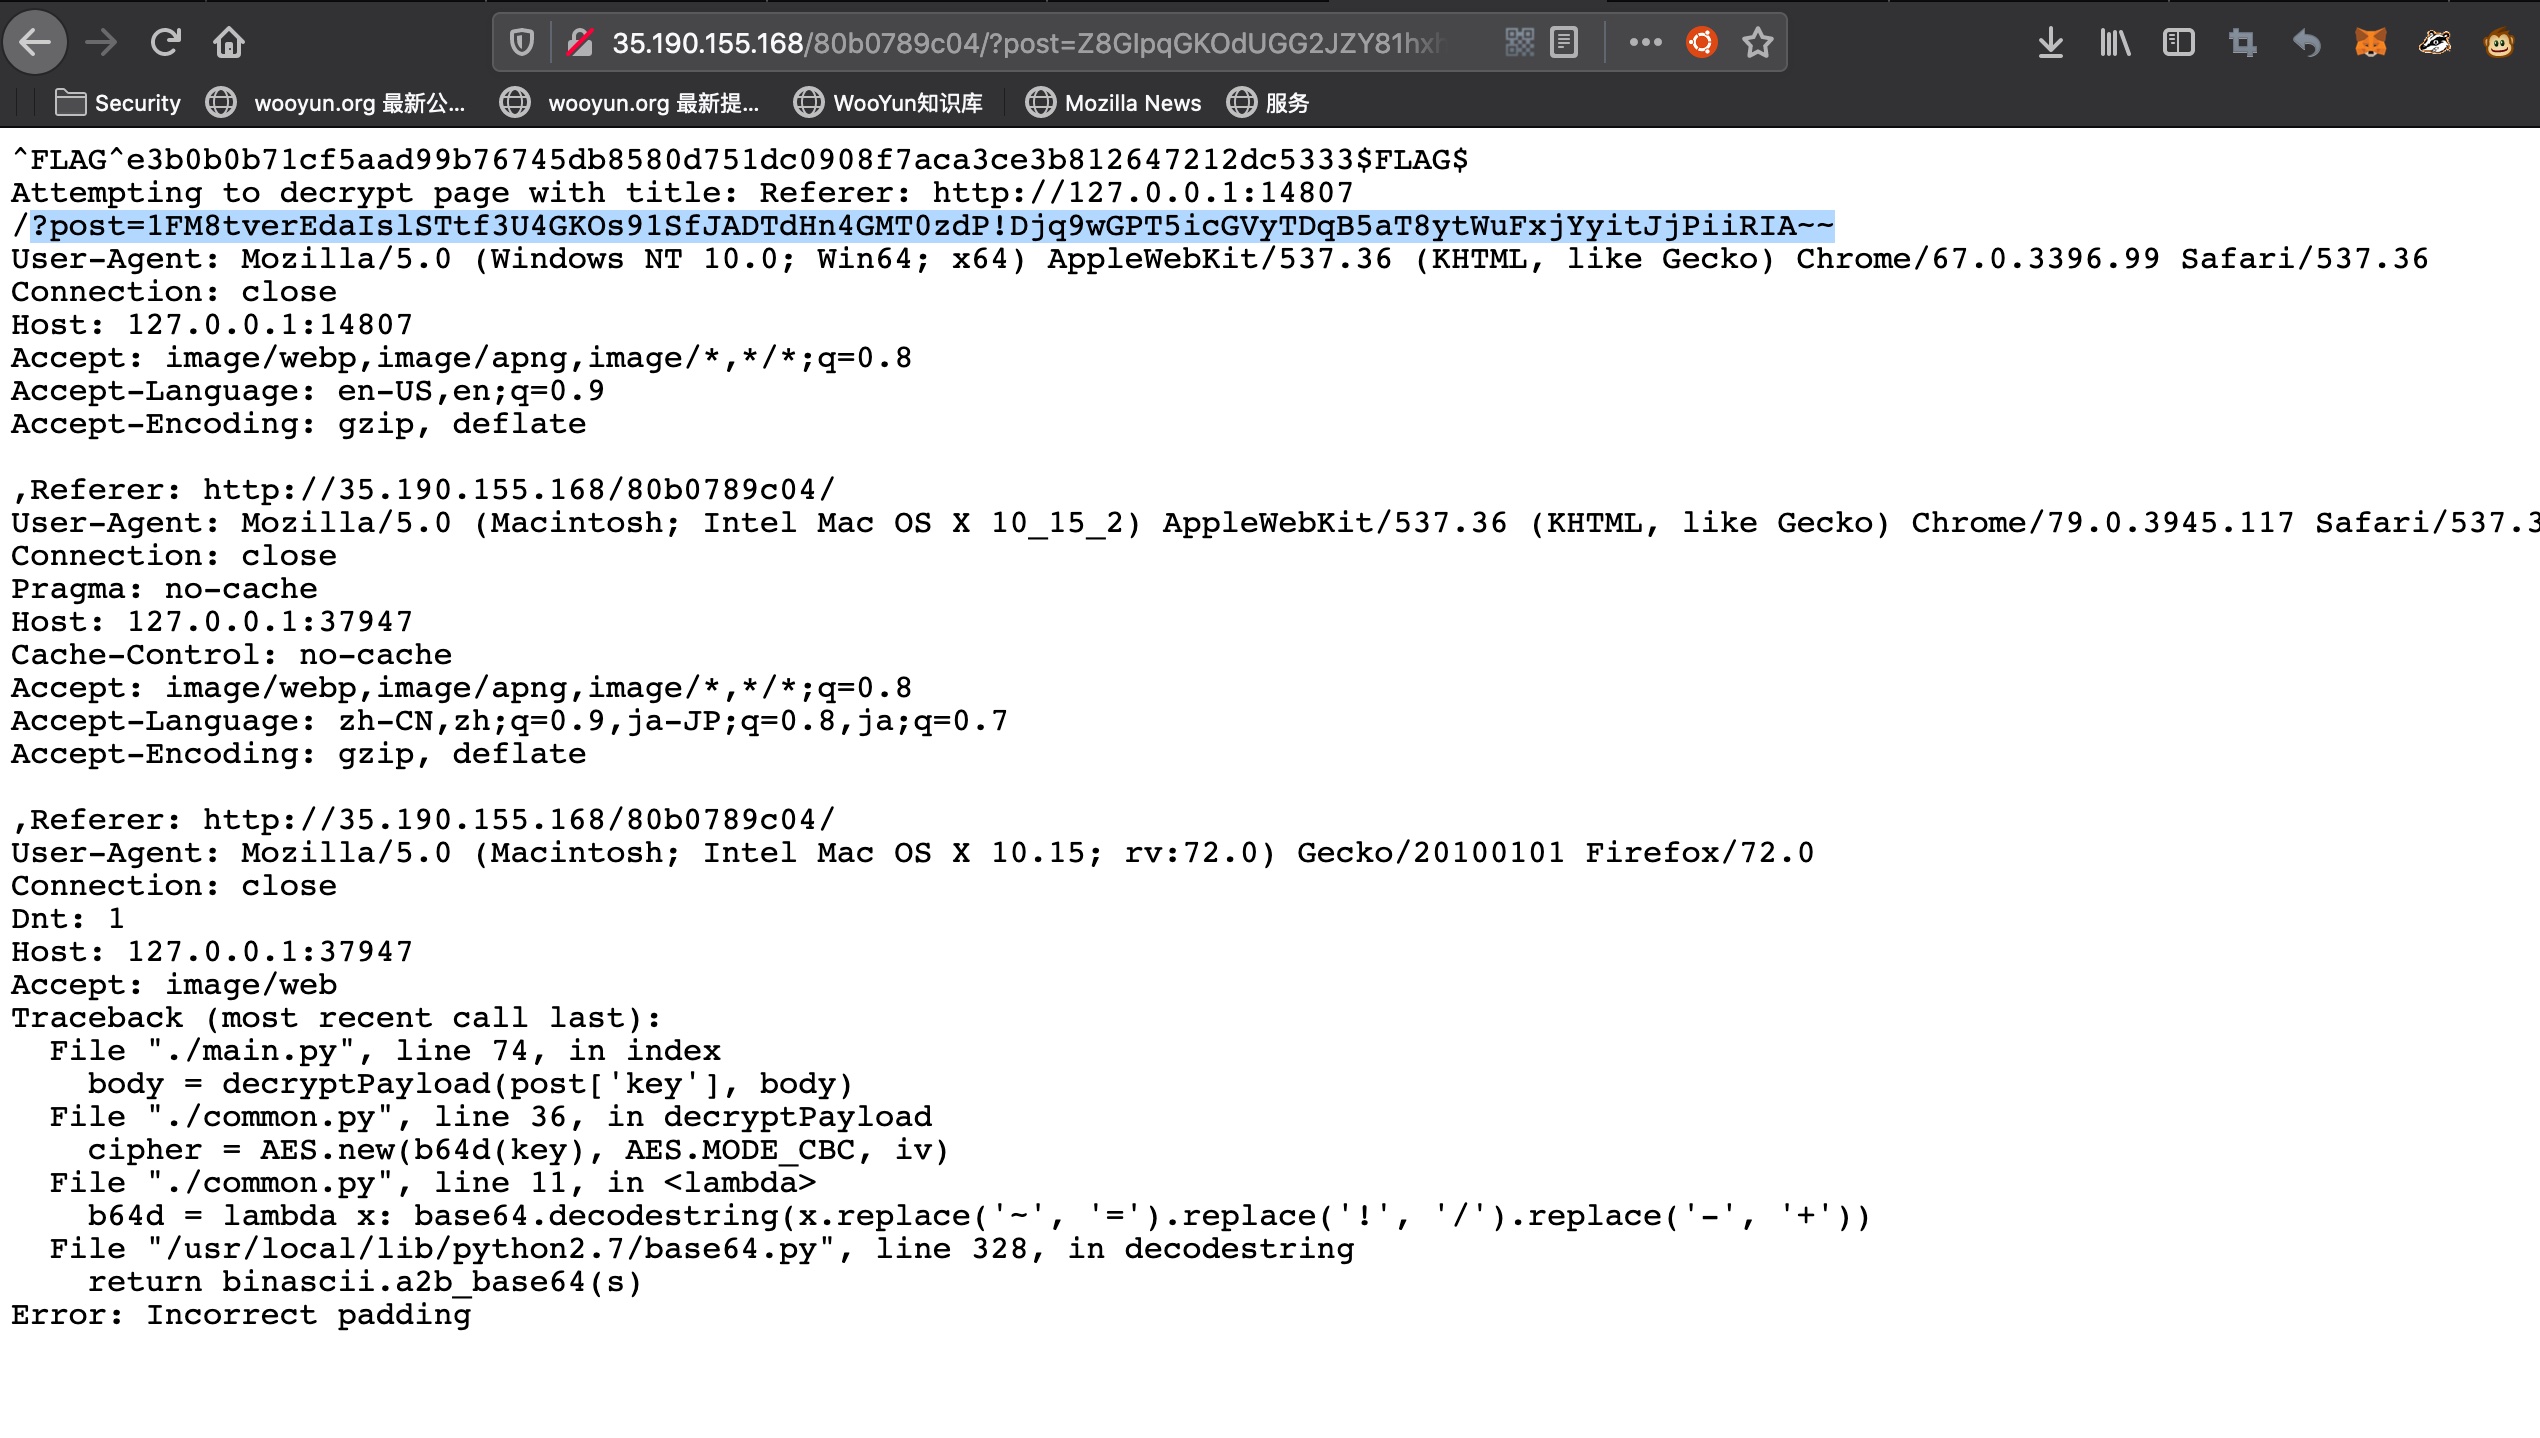 35.190.155.168/80b0789c04/?post=Z8GIpqGKOdUGG2JZY81hxh
Security wooyun.org 最新公... wooyun.org 最新提... WooYun知识库 Mozilla News 服务
^FLAG^e3b0b0b71cf5aad99b76745db8580d751dc0908f7aca3ce3b812647212dc5333$FLAG$
Attempting to decrypt page with title: Referer: http://127.0.0.1:14807
/?post=1FM8tverEdaIslSTtf3U4GKOs91SfJADTdHn4GMT0zdP!Djq9wGPT5icGVyTDqB5aT8ytWuFxjYyitJjPiiRIA~~
User-Agent: Mozilla/5.0 (Windows NT 10.0; Win64; x64) AppleWebKit/537.36 (KHTML, like Gecko) Chrome/67.0.3396.99 Safari/537.36
Connection: close
Host: 127.0.0.1:14807
Accept: image/webp,image/apng,image/*,*/*;q=0.8
Accept-Language: en-US,en;q=0.9
Accept-Encoding: gzip, deflate
,Referer: http://35.190.155.168/80b0789c04/
User-Agent: Mozilla/5.0 (Macintosh; Intel Mac OS X 10_15_2) AppleWebKit/537.36 (KHTML, like Gecko) Chrome/79.0.3945.117 Safari/537.3
Connection: close
Pragma: no-cache
Host: 127.0.0.1:37947
Cache-Control: no-cache
Accept: image/webp,image/apng,image/*,*/*;q=0.8
Accept-Language: zh-CN,zh;q=0.9,ja-JP;q=0.8,ja;q=0.7
Accept-Encoding: gzip, deflate
,Referer: http://35.190.155.168/80b0789c04/
User-Agent: Mozilla/5.0 (Macintosh; Intel Mac OS X 10.15; rv:72.0) Gecko/20100101 Firefox/72.0
Connection: close
Dnt: 1
Host: 127.0.0.1:37947
Accept: image/web
Traceback (most recent call last):
File "./main.py", line 74, in index
body = decryptPayload(post['key'], body)
File "./common.py", line 36, in decryptPayload
cipher = AES.new(b64d(key), AES.MODE_CBC, iv)
File "./common.py", line 11, in <lambda>
b64d = lambda x: base64.decodestring(x.replace('~', '=').replace('!', '/').replace('-', '+'))
File "/usr/local/lib/python2.7/base64.py", line 328, in decodestring
return binascii.a2b_base64(s)
Error: Incorrect padding